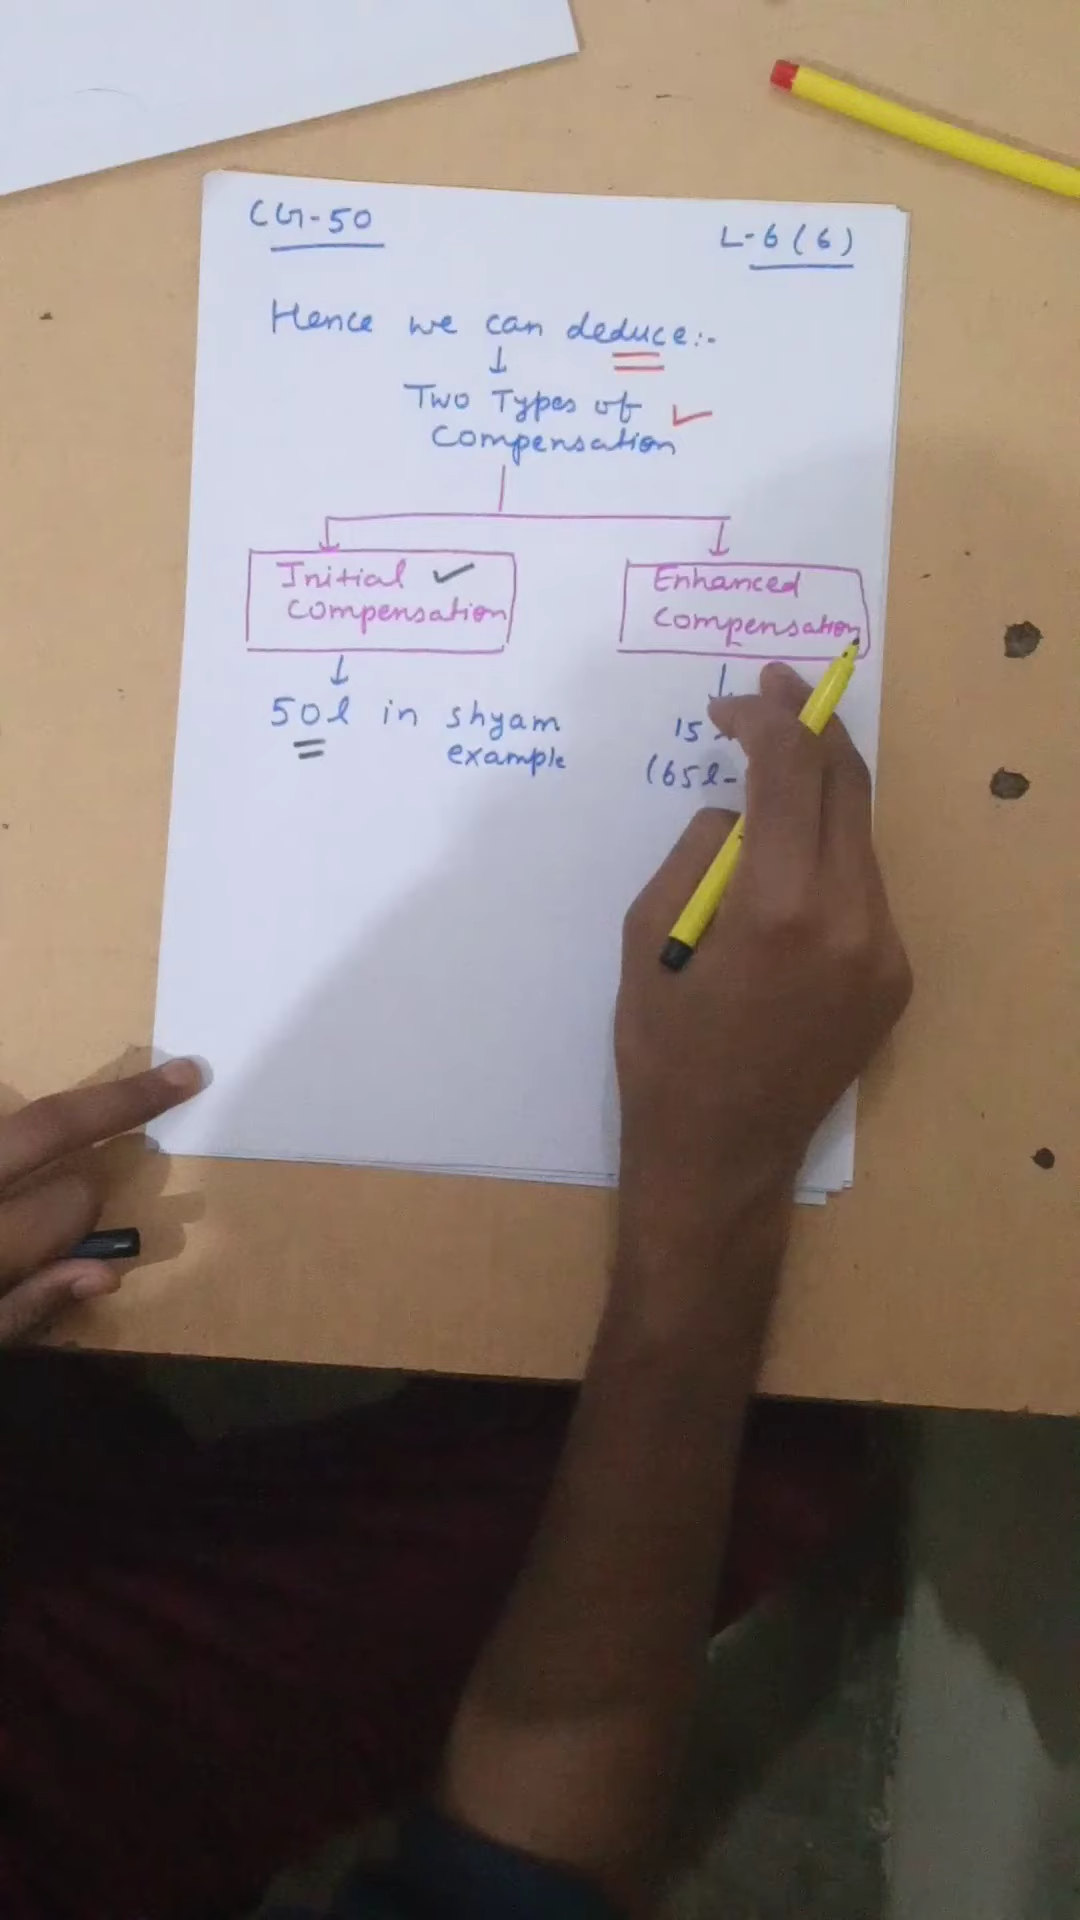 CG-50
L-6(6)
Hence we can deduce:-
Two Types of
Compensation
Initial
Compensation
Enhanced
Compensation
50l in shyam
example
15
(65l-